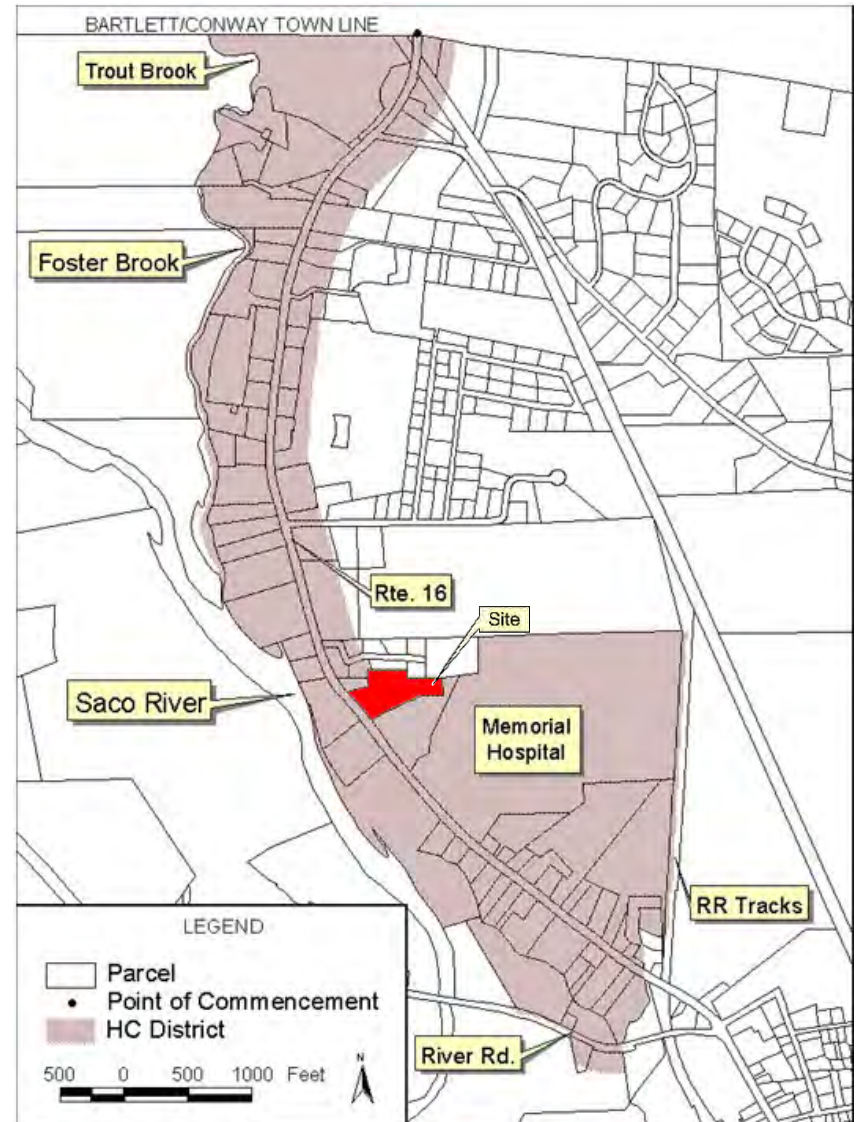 BARTLETT/CONWAY TOWN LINE
Trout Brook
Foster Brook
Rte. 16
Site
Saco River
Memorial
Hospital
RR Tracks
River Rd.
LEGEND
Parcel
Point of Commencement
HC District
500 0 500 1000 Feet
N